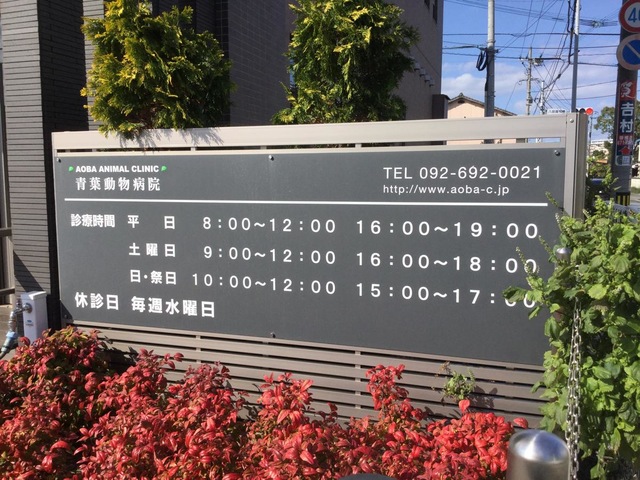 AOBA ANIMAL CLINIC
青葉動物病院
TEL 092-692-0021
http://www.aoba-c.jp
診療時間 平 日 8:00～12:00 16:00～19:00
土曜日 9:00～12:00 16:00～18:00
日・祭日 10:00～12:00 15:00～17:00
休診日 毎週水曜日
吉村